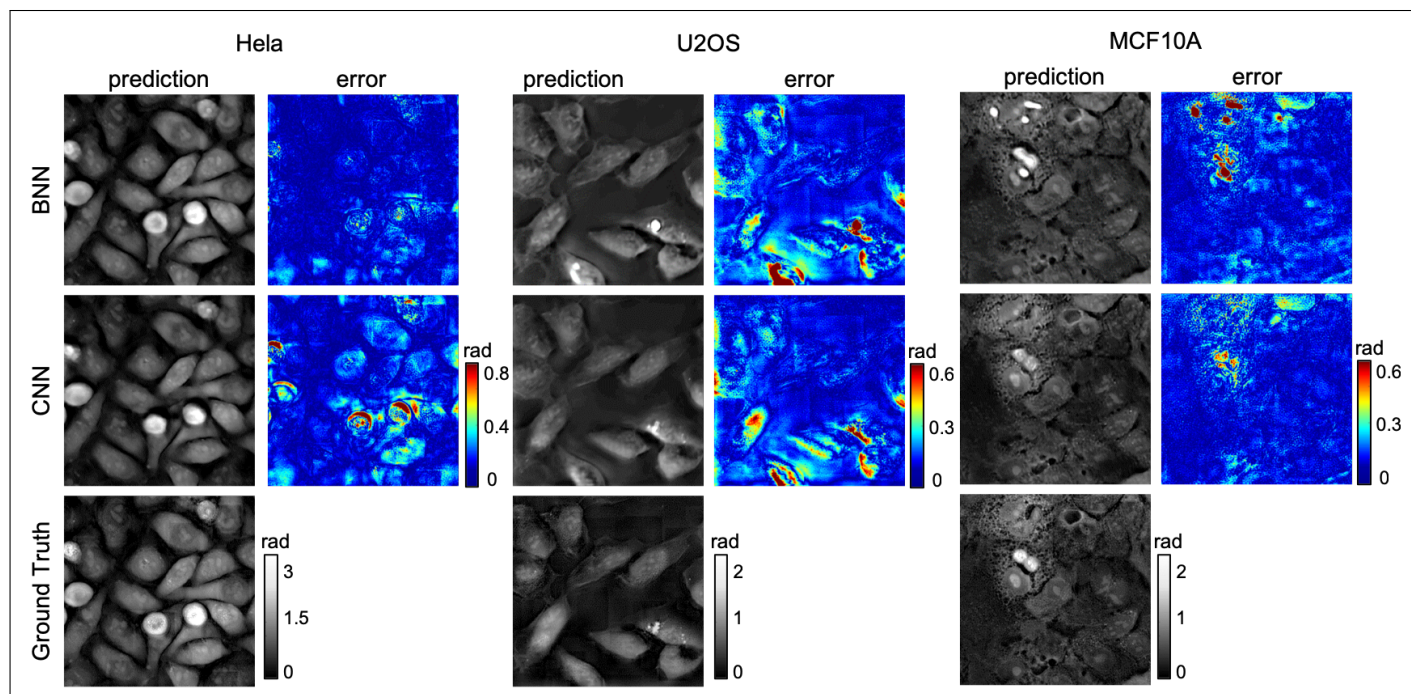 Hela
U2OS
MCF10A
prediction
error
prediction
error
prediction
error
BNN
CNN
rad
0.8
0.4
0
rad
0.6
0.3
0
rad
0.6
0.3
0
Ground Truth
rad
3
1.5
0
rad
2
1
0
rad
2
1
0